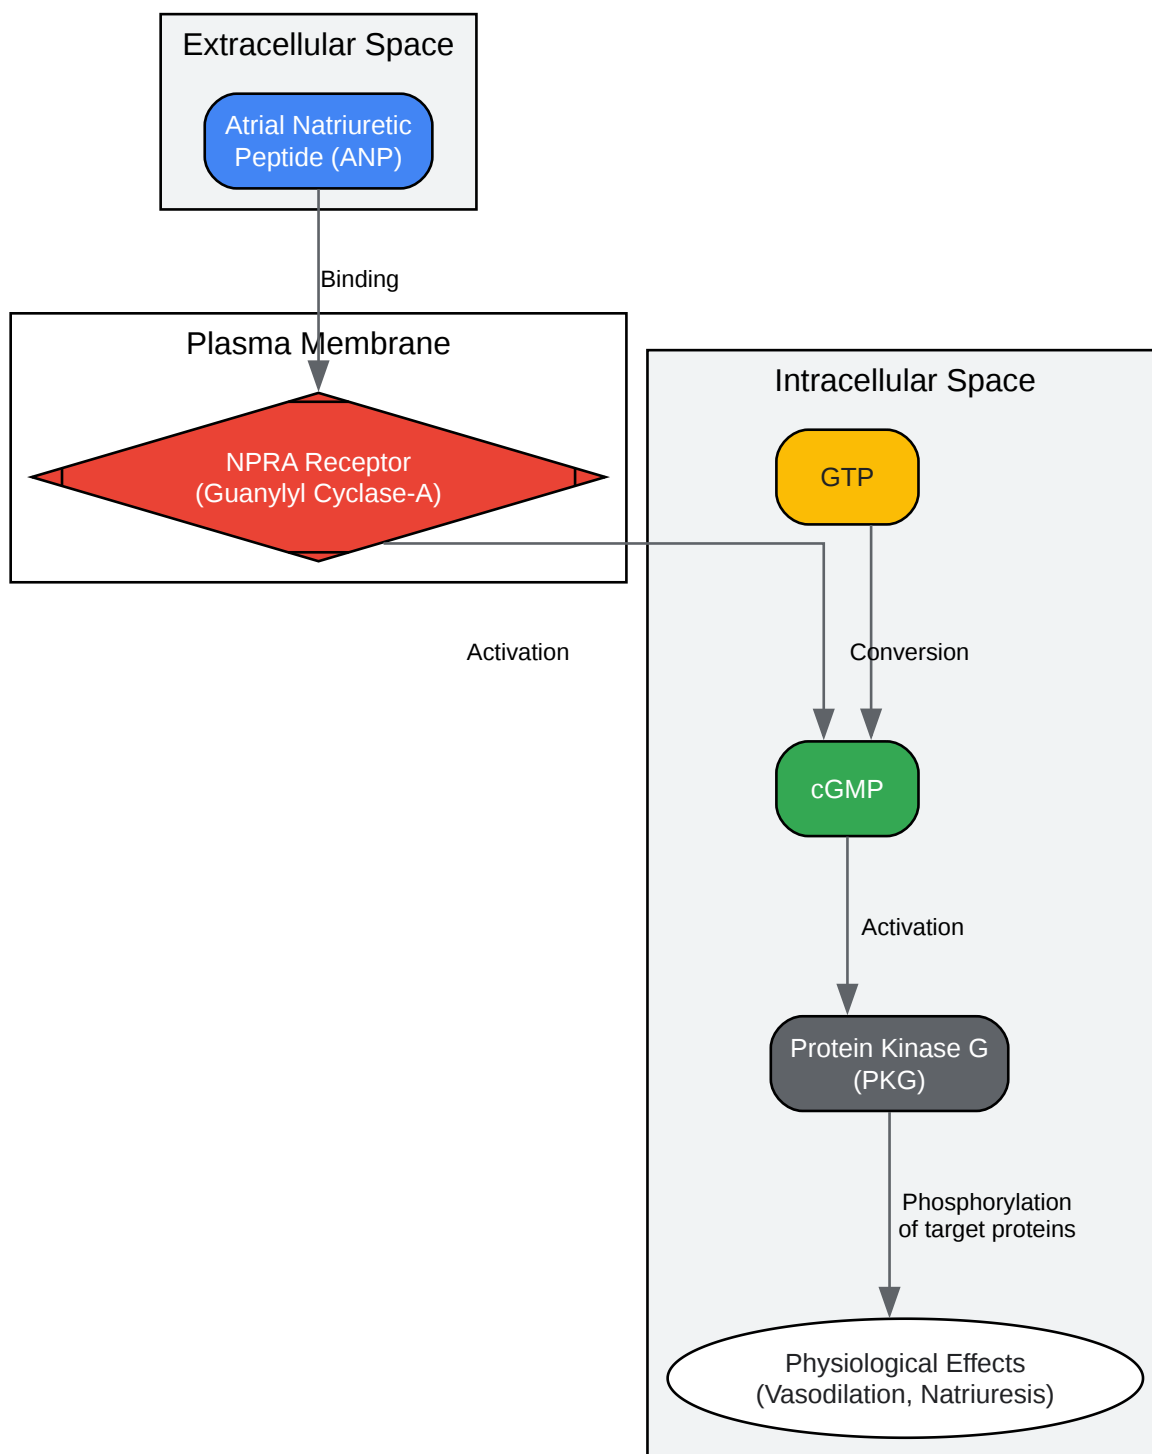 Extracellular Space
Atrial Natriuretic
Peptide (ANP)
Binding
Plasma Membrane
NPRA Receptor
(Guanylyl Cyclase-A)
Activation
Intracellular Space
GTP
Conversion
cGMP
Activation
Protein Kinase G
(PKG)
Phosphorylation
of target proteins
Physiological Effects
(Vasodilation, Natriuresis)